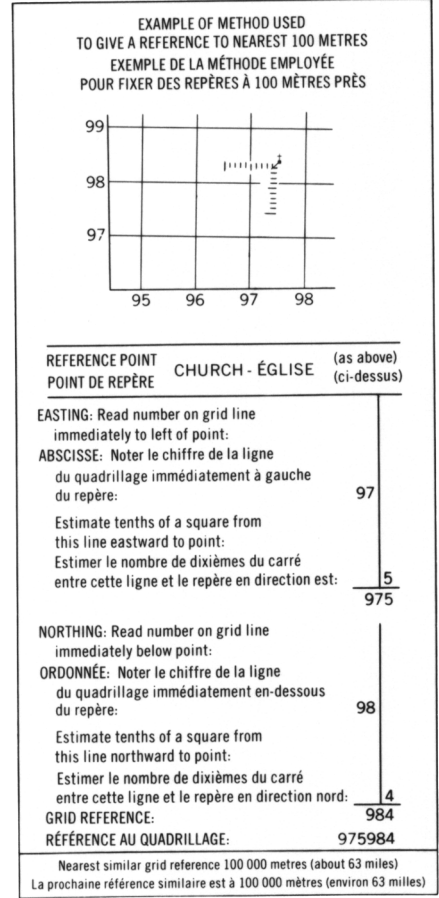 EXAMPLE OF METHOD USED
TO GIVE A REFERENCE TO NEAREST 100 METRES
EXEMPLE DE LA MÉTHODE EMPLOYÉE
POUR FIXER DES REPÈRES À 100 MÈTRES PRÈS
99
98
97
95 96 97 98
REFERENCE POINT
POINT DE REPÈRE
CHURCH - ÉGLISE
(as above)
(ci-dessus)
EASTING: Read number on grid line
immediately to left of point:
ABSCISSE: Noter le chiffre de la ligne
du quadrillage immédiatement à gauche
du repère: 97
Estimate tenths of a square from
this line eastward to point:
Estimer le nombre de dixièmes du carré
entre cette ligne et le repère en direction est: 5
975
NORTHING: Read number on grid line
immediately below point:
ORDONNÉE: Noter le chiffre de la ligne
du quadrillage immédiatement en-dessous
du repère: 98
Estimate tenths of a square from
this line northward to point:
Estimer le nombre de dixièmes du carré
entre cette ligne et le repère en direction nord: 4
GRID REFERENCE: 984
RÉFÉRENCE AU QUADRILLAGE: 975984
Nearest similar grid reference 100 000 metres (about 63 miles)
La prochaine référence similaire est à 100 000 mètres (environ 63 milles)